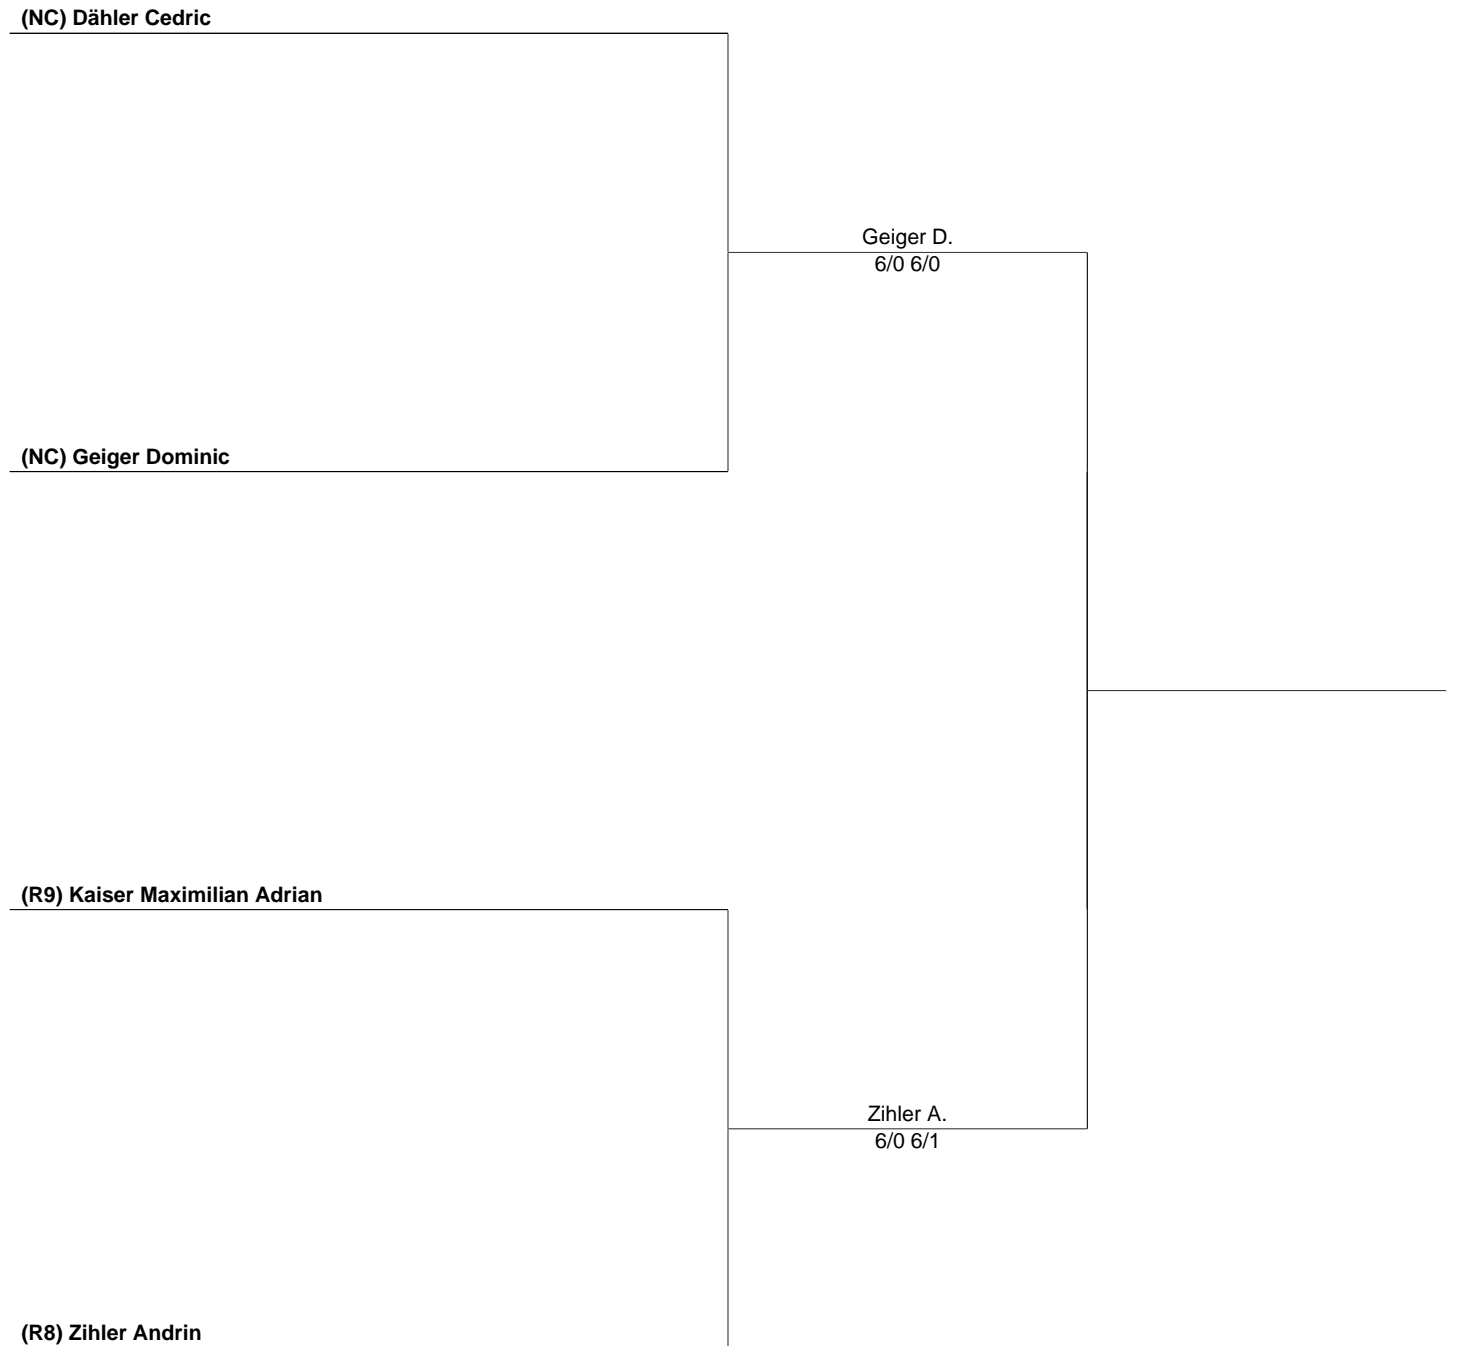 (NC) Dähler Cedric
Geiger D.
6/0 6/0
(NC) Geiger Dominic
(R9) Kaiser Maximilian Adrian
Zihler A.
6/0 6/1
(R8) Zihler Andrin